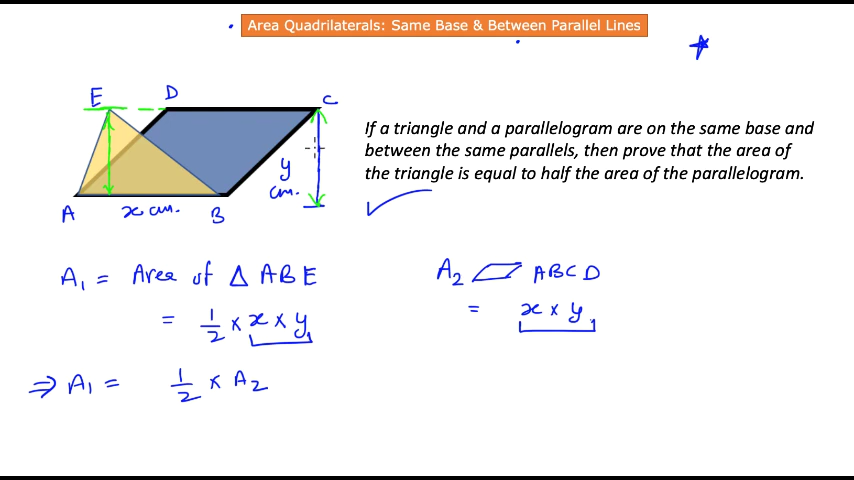 Area Quadrilaterals: Same Base & Between Parallel Lines
E D C
If a triangle and a parallelogram are on the same base and
between the same parallels, then prove that the area of
the triangle is equal to half the area of the parallelogram.
y
cm.
A x cm. B
A₁ = Area of Δ ABE
= 1/2 × x × y
⇒ A₁ = 1/2 × A₂
A₂ ▱ ABCD
= x × y